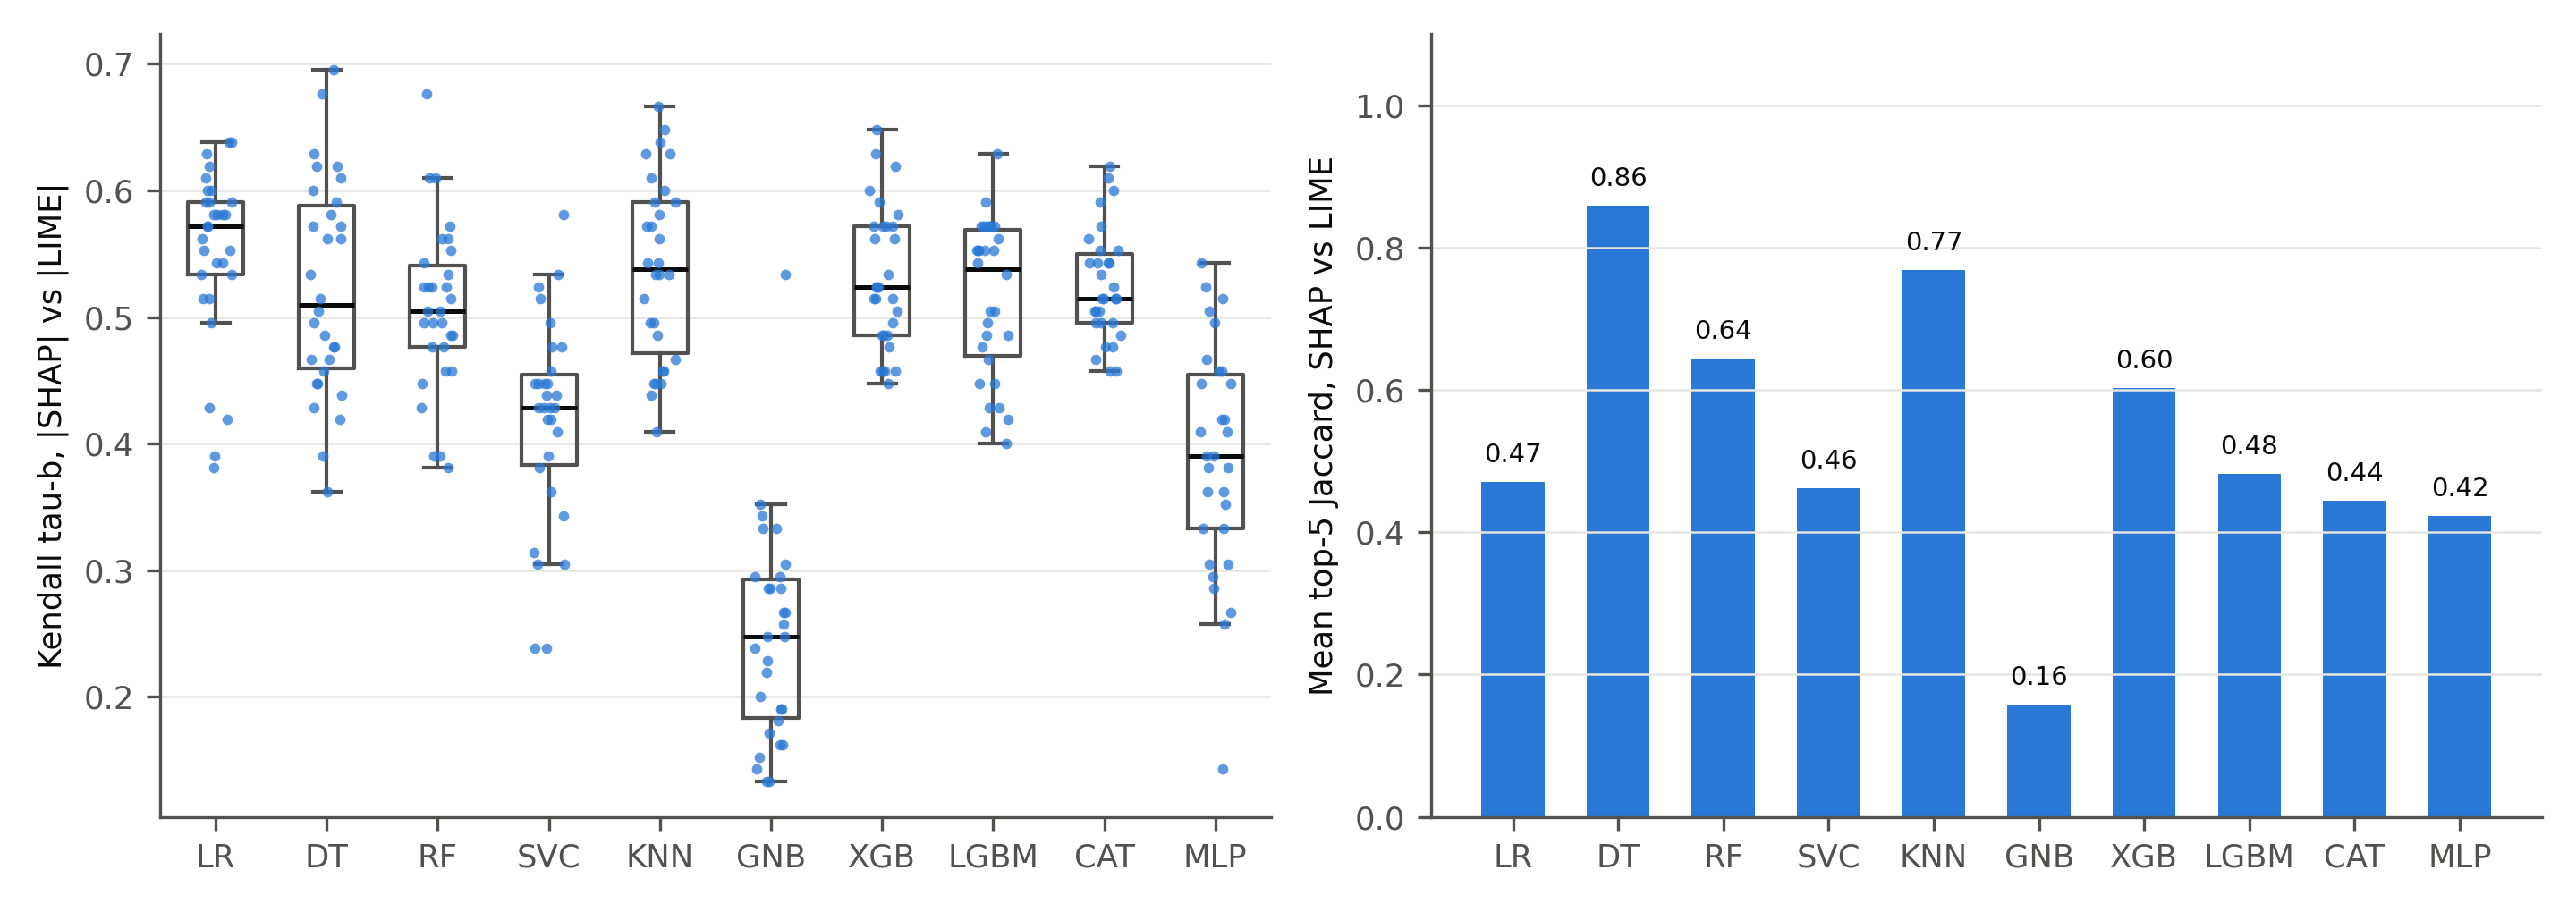 Kendall tau-b, |SHAP| vs |LIME|
0.7
0.6
0.5
0.4
0.3
0.2
LR DT RF SVC KNN GNB XGB LGBM CAT MLP
Mean top-5 Jaccard, SHAP vs LIME
1.0
0.8
0.6
0.4
0.2
0.0
0.47 0.86 0.64 0.46 0.77 0.16 0.60 0.48 0.44 0.42
LR DT RF SVC KNN GNB XGB LGBM CAT MLP